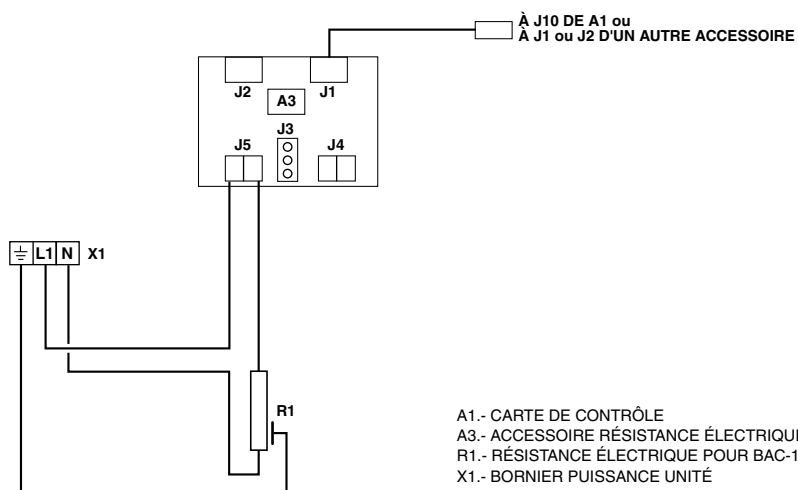 À J10 DE A1 ou
À J1 ou J2 D'UN AUTRE ACCESSOIRE
J2
A3
J1
J3
J5
J4
L1 N X1
R1
A1.- CARTE DE CONTRÔLE
A3.- ACCESSOIRE RÉSISTANCE ÉLECTRIQUE
R1.- RÉSISTANCE ÉLECTRIQUE POUR BAC-1
X1.- BORNIER PUISSANCE UNITÉ